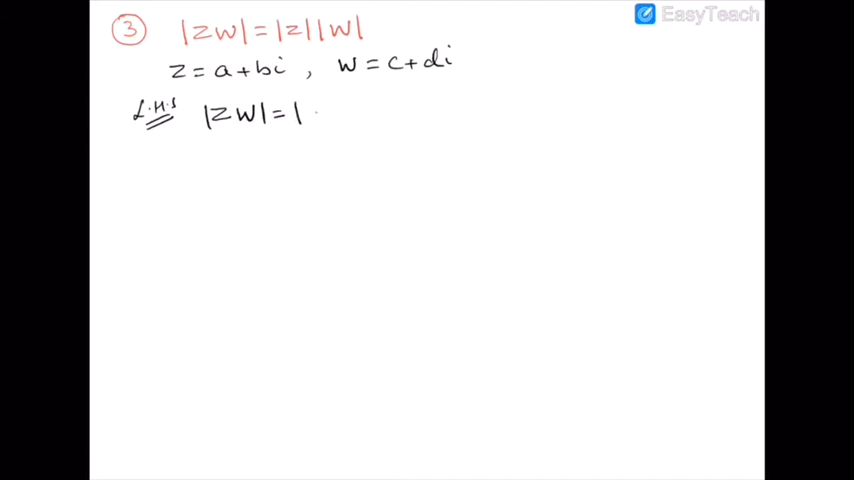 EasyTeach
③ |zw| = |z| |w|
z = a + bi , w = c + di
L.H.S |zw| = |